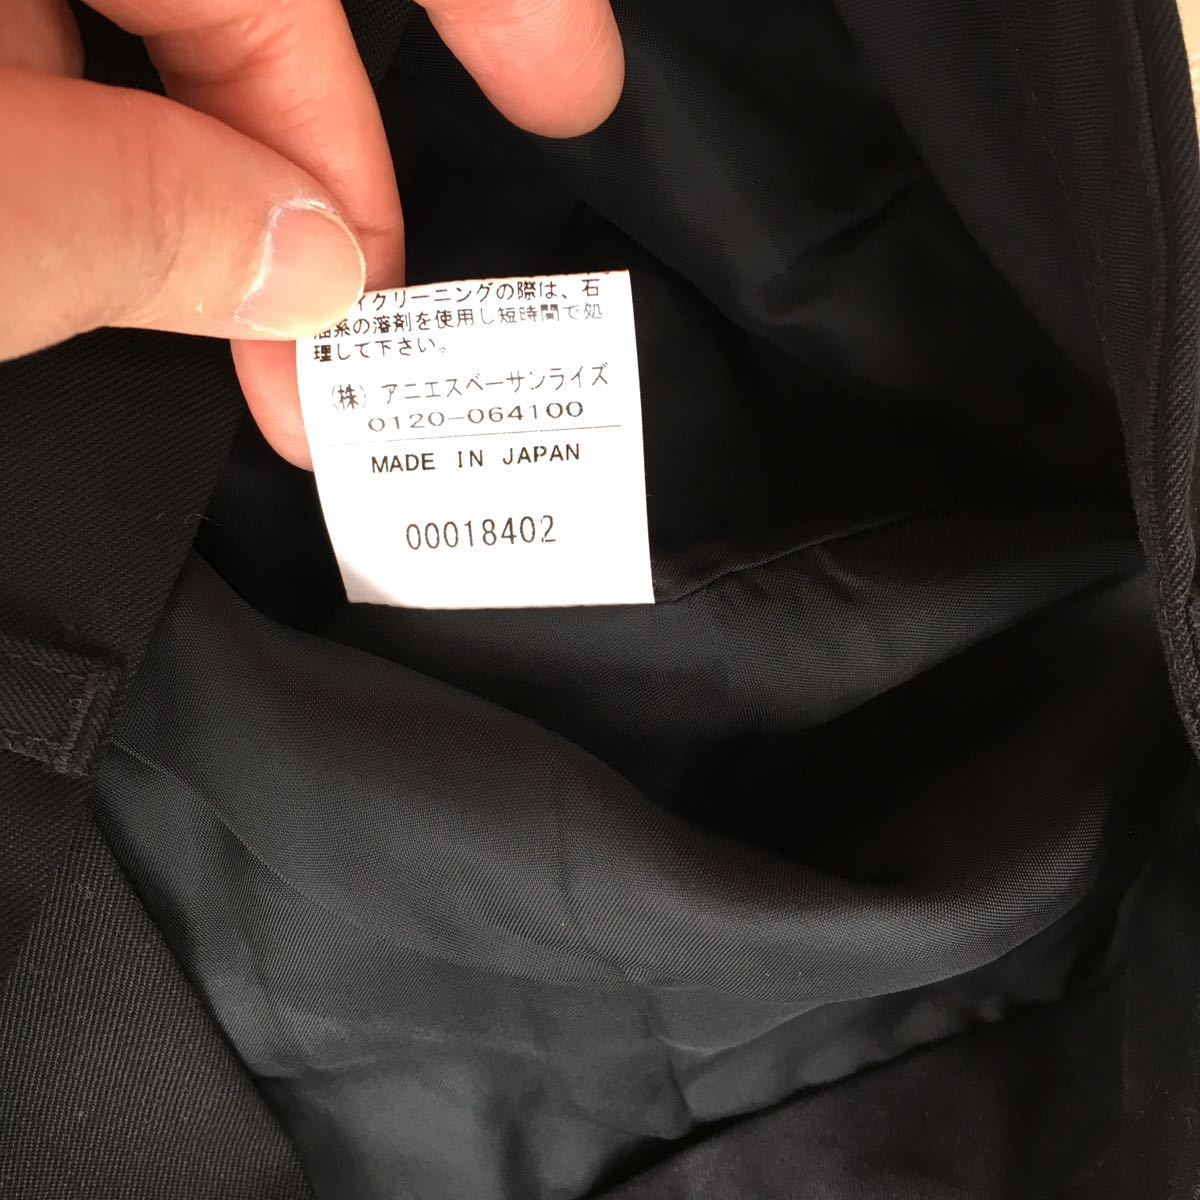 イクリーニングの際は、石
油系の溶剤を使用し短時間で処
理して下さい。
(株)アニエスベーサンライズ
0120-064100
MADE IN JAPAN
00018402